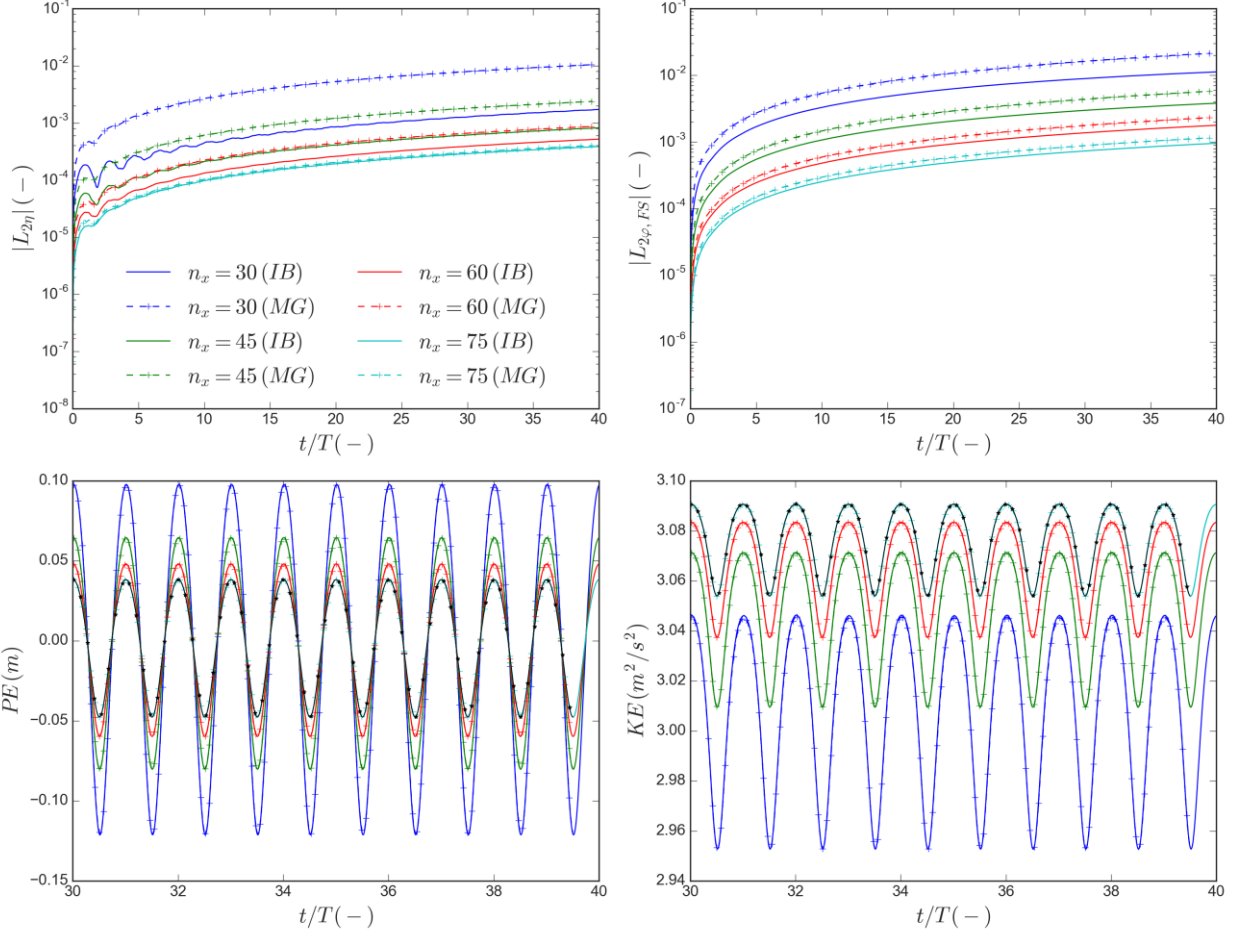 10^{-1}
10^{-2}
10^{-3}
10^{-4}
10^{-5}
10^{-6}
10^{-7}
10^{-8}
|L_{2η}|(−)
n_x = 30 (IB)
n_x = 30 (MG)
n_x = 45 (IB)
n_x = 45 (MG)
n_x = 60 (IB)
n_x = 60 (MG)
n_x = 75 (IB)
n_x = 75 (MG)
0 5 10 15 20 25 30 35 40
t/T(−)
10^{-1}
10^{-2}
10^{-3}
10^{-4}
10^{-5}
10^{-6}
10^{-7}
|L_{2φ,FS}|(−)
0 5 10 15 20 25 30 35 40
t/T(−)
0.10
0.05
0.00
−0.05
−0.10
−0.15
PE(m)
30 32 34 36 38 40
t/T(−)
3.10
3.08
3.06
3.04
3.02
3.00
2.98
2.96
2.94
KE(m^2/s^2)
30 32 34 36 38 40
t/T(−)